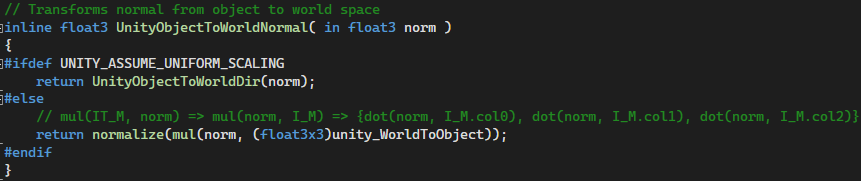 // Transforms normal from object to world space
inline float3 UnityObjectToWorldNormal( in float3 norm )
{
#ifdef UNITY_ASSUME_UNIFORM_SCALING
    return UnityObjectToWorldDir(norm);
#else
    // mul(IT_M, norm) => mul(norm, I_M) => {dot(norm, I_M.col0), dot(norm, I_M.col1), dot(norm, I_M.col2)}
    return normalize(mul(norm, (float3x3)unity_WorldToObject));
#endif
}